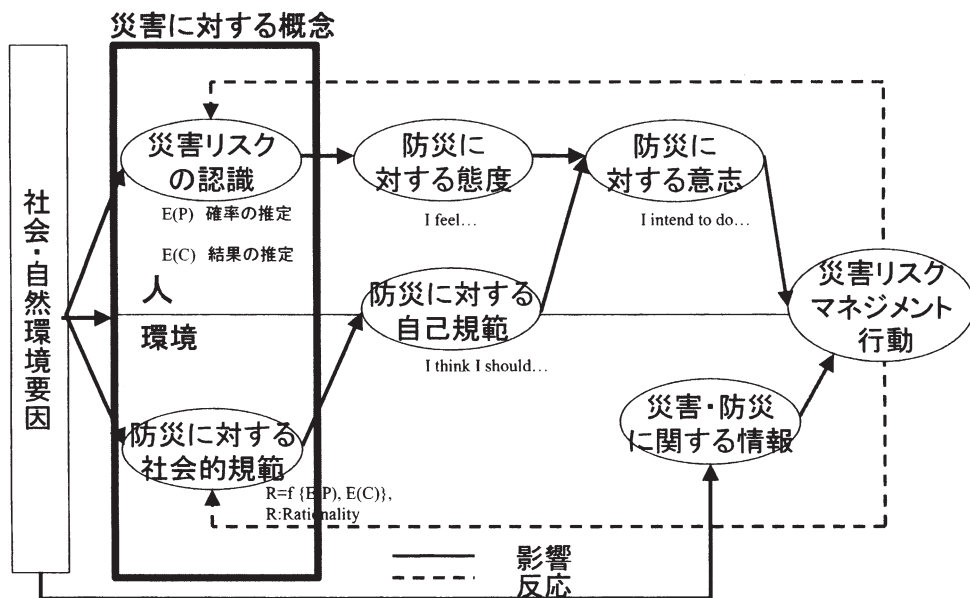 災害に対する概念
社会・自然環境要因
災害リスク
の認識
E(P) 確率の推定
E(C) 結果の推定
人
環境
防災に対する
社会的規範
R=f {E(P), E(C)},
R:Rationality
防災に
対する態度
I feel…
防災に対する
自己規範
I think I should…
防災に
対する意志
I intend to do…
災害リスク
マネジメント
行動
災害・防災
に関する情報
影響
反応